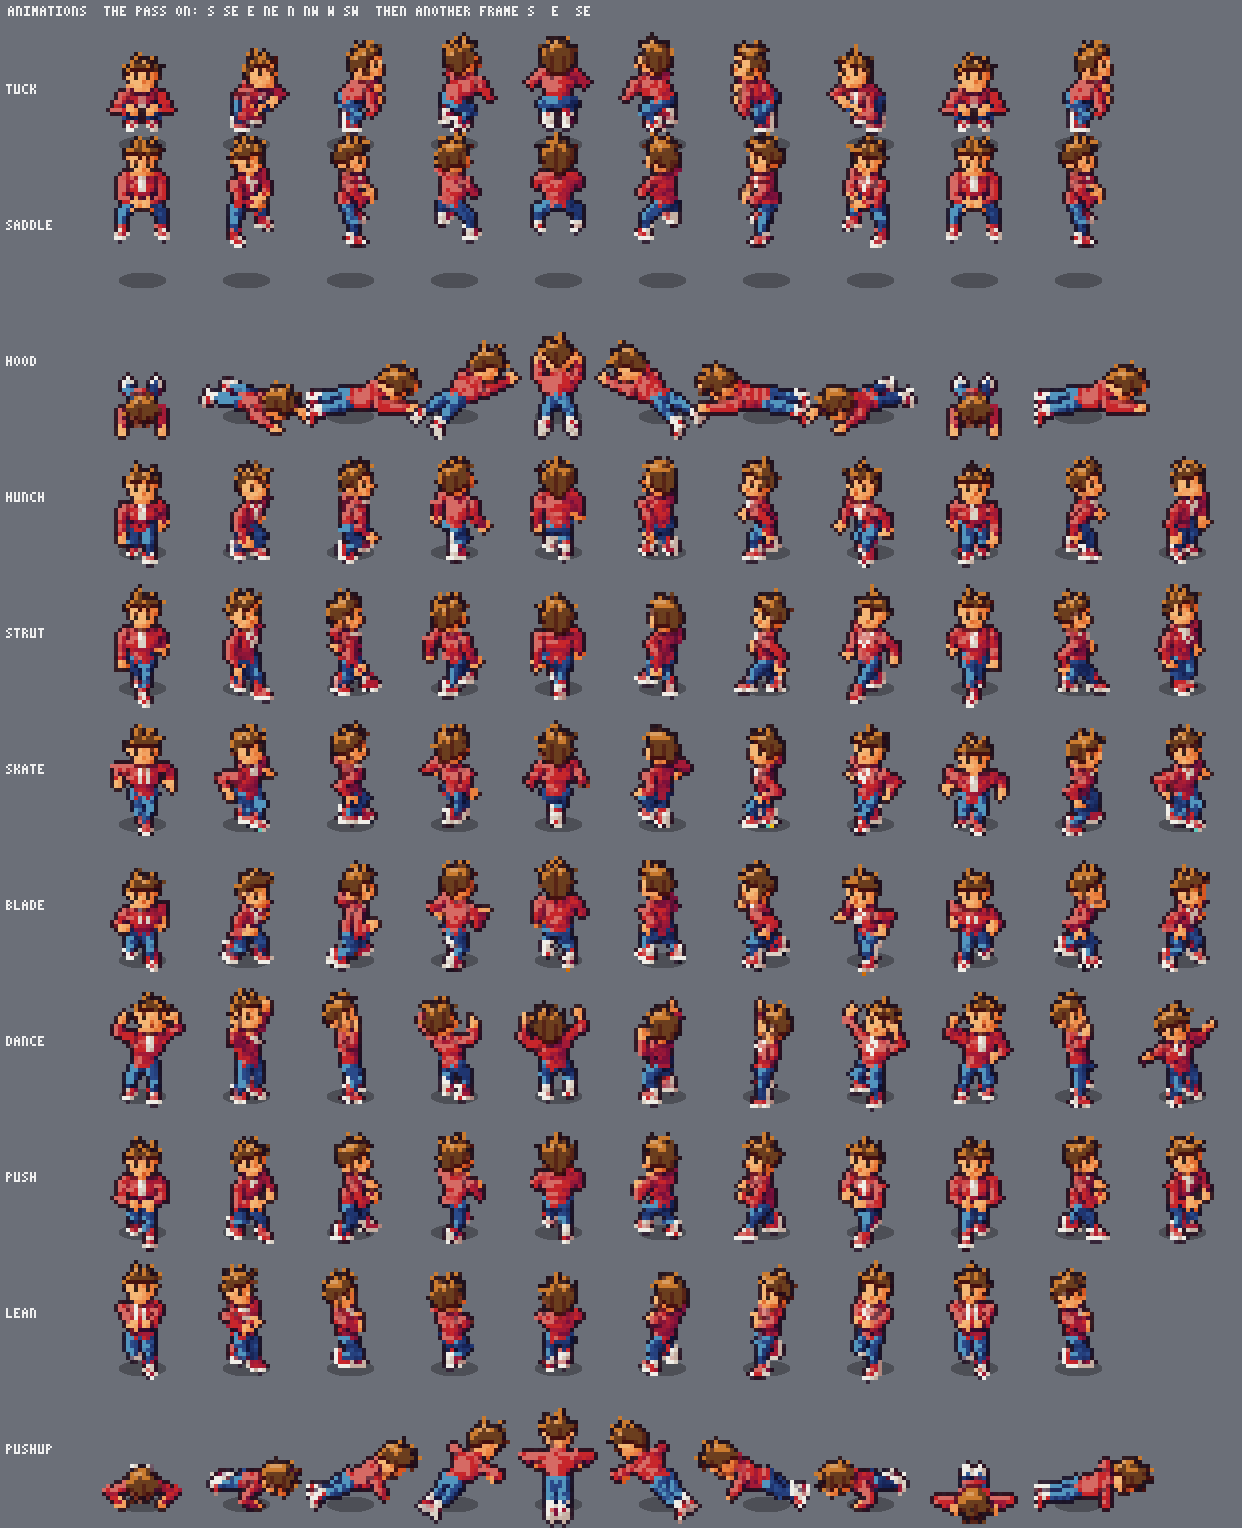 ANIMATIONS  THE PASS ON: S SE E NE N NW W SW  THEN ANOTHER FRAME S  E  SE
TUCK
SADDLE
HOOD
HUNCH
STRUT
SKATE
BLADE
DANCE
PUSH
LEAN
PUSHUP